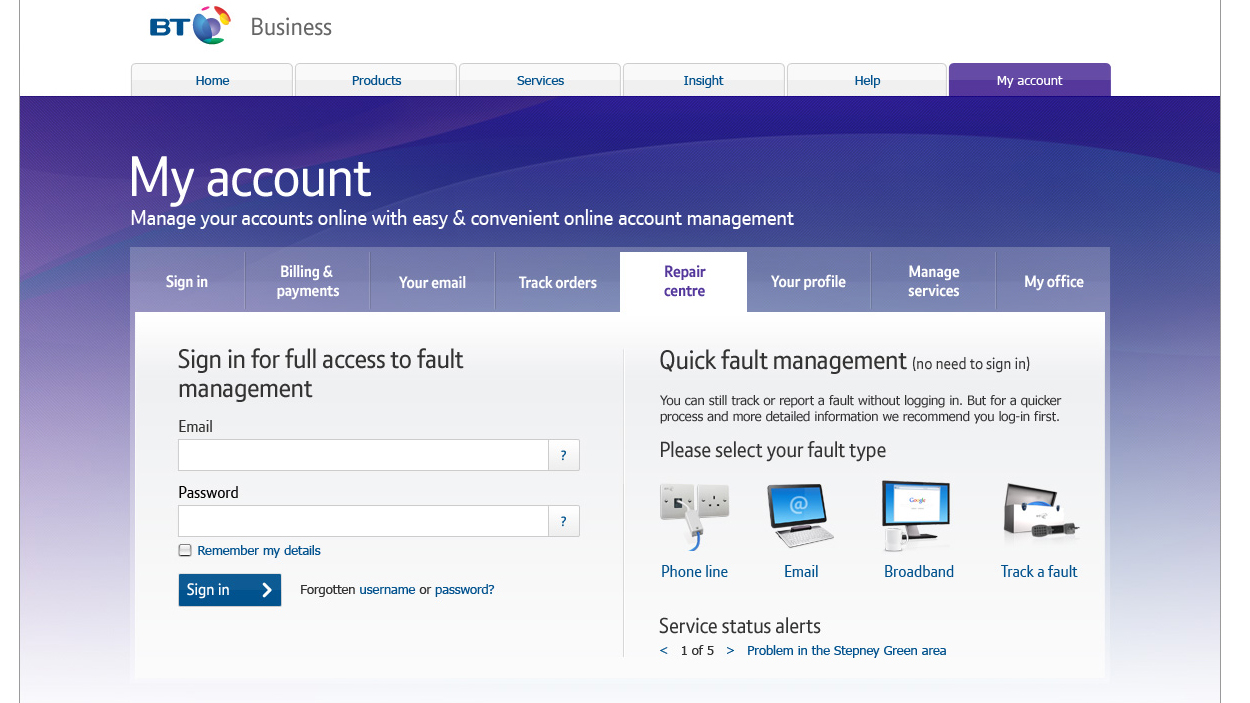 BT Business
Home
Products
Services
Insight
Help
My account
My account
Manage your accounts online with easy & convenient online account management
Sign in
Billing &
payments
Your email
Track orders
Repair
centre
Your profile
Manage
services
My office
Sign in for full access to fault
management
Email
?
Password
?
Remember my details
Sign in
Forgotten username or password?
Quick fault management (no need to sign in)
You can still track or report a fault without logging in. But for a quicker
process and more detailed information we recommend you log-in first.
Please select your fault type
@
Google
Phone line
Email
Broadband
Track a fault
Service status alerts
< 1 of 5 > Problem in the Stepney Green area